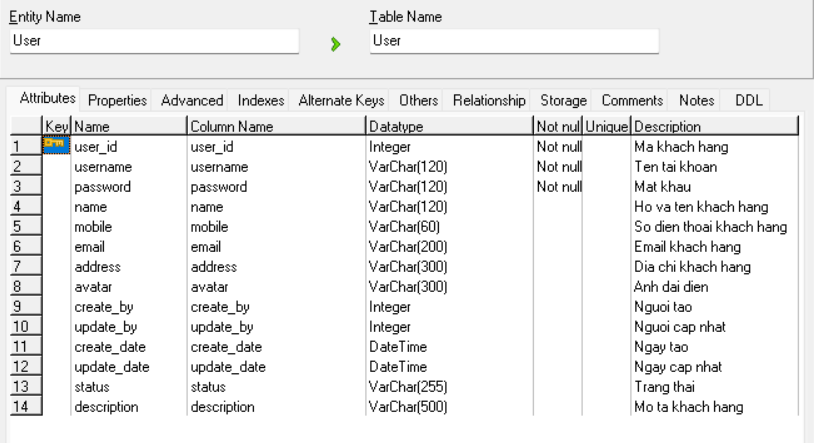 Entity Name Table Name
User User
Attributes Properties Advanced Indexes Alternate Keys Others Relationship Storage Comments Notes DDL
Key Name Column Name Datatype Not nul Unique Description
1 user_id user_id Integer Not null Ma khach hang
2 username username VarChar(120) Not null Ten tai khoan
3 password password VarChar(120) Not null Mat khau
4 name name VarChar(120) Ho va ten khach hang
5 mobile mobile VarChar(60) So dien thoai khach hang
6 email email VarChar(200) Email khach hang
7 address address VarChar(300) Dia chi khach hang
8 avatar avatar VarChar(300) Anh dai dien
9 create_by create_by Integer Nguoi tao
10 update_by update_by Integer Nguoi cap nhat
11 create_date create_date DateTime Ngay tao
12 update_date update_date DateTime Ngay cap nhat
13 status status VarChar(255) Trang thai
14 description description VarChar(500) Mo ta khach hang